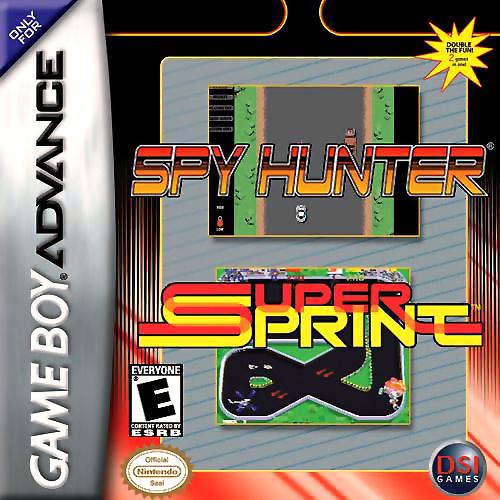 ONLY
FOR
GAME BOY ADVANCE
DOUBLE
THE FUN!
2 games
in one!
SPY HUNTER®
SUPER
SPRINT™
EVERYONE
E
CONTENT RATED BY
ESRB
Official
Nintendo
Seal
DSI
GAMES